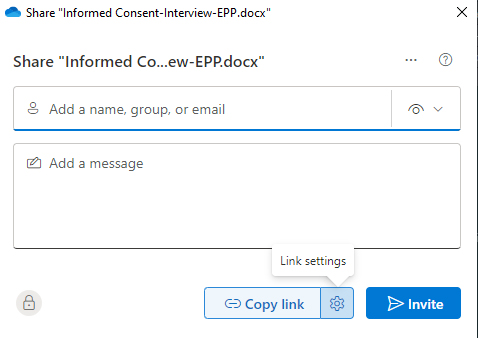 Share "Informed Consent-Interview-EPP.docx"
Share "Informed Co...ew-EPP.docx"
Add a name, group, or email
Add a message
Link settings
Copy link
Invite